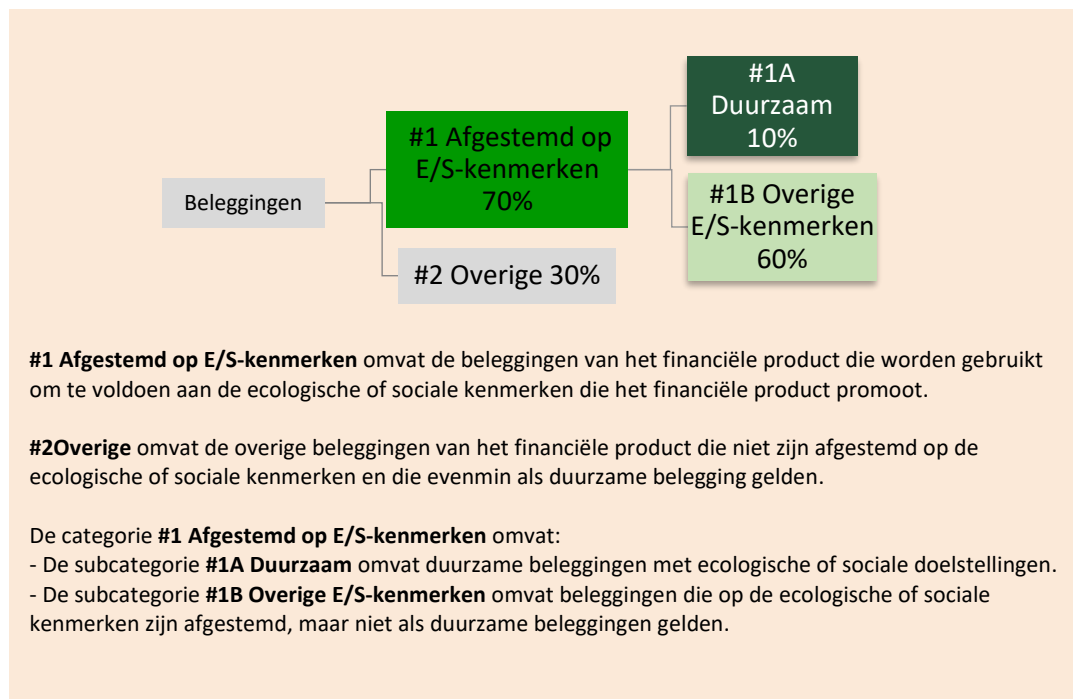 #1A
Duurzaam
10%
#1 Afgestemd op
E/S-kenmerken
70%
Beleggingen
#1B Overige
E/S-kenmerken
60%
#2 Overige 30%
#1 Afgestemd op E/S-kenmerken omvat de beleggingen van het financiële product die worden gebruikt
om te voldoen aan de ecologische of sociale kenmerken die het financiële product promoot.
#2Overige omvat de overige beleggingen van het financiële product die niet zijn afgestemd op de
ecologische of sociale kenmerken en die evenmin als duurzame belegging gelden.
De categorie #1 Afgestemd op E/S-kenmerken omvat:
- De subcategorie #1A Duurzaam omvat duurzame beleggingen met ecologische of sociale doelstellingen.
- De subcategorie #1B Overige E/S-kenmerken omvat beleggingen die op de ecologische of sociale
kenmerken zijn afgestemd, maar niet als duurzame beleggingen gelden.